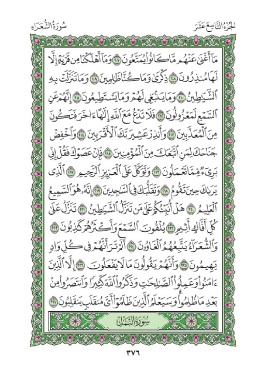 الجزء التاسع عشر
سورة الشعراء
مَآ أَغْنَىٰ عَنْهُم مَّا كَانُوا۟ يُمَتَّعُونَ ٢٠٧ وَمَآ أَهْلَكْنَا مِن قَرْيَةٍ إِلَّا
لَهَا مُنذِرُونَ ٢٠٨ ذِكْرَىٰ وَمَا كُنَّا ظَـٰلِمِينَ ٢٠٩ وَمَا تَنَزَّلَتْ بِهِ
ٱلشَّيَـٰطِينُ ٢١٠ وَمَا يَنۢبَغِى لَهُمْ وَمَا يَسْتَطِيعُونَ ٢١١ إِنَّهُمْ عَنِ
ٱلسَّمْعِ لَمَعْزُولُونَ ٢١٢ فَلَا تَدْعُ مَعَ ٱللَّهِ إِلَـٰهًا ءَاخَرَ فَتَكُونَ
مِنَ ٱلْمُعَذَّبِينَ ٢١٣ وَأَنذِرْ عَشِيرَتَكَ ٱلْأَقْرَبِينَ ٢١٤ وَٱخْفِضْ
جَنَاحَكَ لِمَنِ ٱتَّبَعَكَ مِنَ ٱلْمُؤْمِنِينَ ٢١٥ فَإِنْ عَصَوْكَ فَقُلْ إِنِّى
بَرِىٓءٌ مِّمَّا تَعْمَلُونَ ٢١٦ وَتَوَكَّلْ عَلَى ٱلْعَزِيزِ ٱلرَّحِيمِ ٢١٧ ٱلَّذِى
يَرَىٰكَ حِينَ تَقُومُ ٢١٨ وَتَقَلُّبَكَ فِى ٱلسَّـٰجِدِينَ ٢١٩ إِنَّهُۥ هُوَ ٱلسَّمِيعُ
ٱلْعَلِيمُ ٢٢٠ هَلْ أُنَبِّئُكُمْ عَلَىٰ مَن تَنَزَّلُ ٱلشَّيَـٰطِينُ ٢٢١ تَنَزَّلُ عَلَىٰ
كُلِّ أَفَّاكٍ أَثِيمٍ ٢٢٢ يُلْقُونَ ٱلسَّمْعَ وَأَكْثَرُهُمْ كَـٰذِبُونَ ٢٢٣
وَٱلشُّعَرَآءُ يَتَّبِعُهُمُ ٱلْغَاوُۥنَ ٢٢٤ أَلَمْ تَرَ أَنَّهُمْ فِى كُلِّ وَادٍ
يَهِيمُونَ ٢٢٥ وَأَنَّهُمْ يَقُولُونَ مَا لَا يَفْعَلُونَ ٢٢٦ إِلَّا ٱلَّذِينَ
ءَامَنُوا۟ وَعَمِلُوا۟ ٱلصَّـٰلِحَـٰتِ وَذَكَرُوا۟ ٱللَّهَ كَثِيرًا وَٱنتَصَرُوا۟ مِنۢ
بَعْدِ مَا ظُلِمُوا۟ وَسَيَعْلَمُ ٱلَّذِينَ ظَلَمُوٓا۟ أَىَّ مُنقَلَبٍ يَنقَلِبُونَ ٢٢٧
سورة النمل
٣٧٦